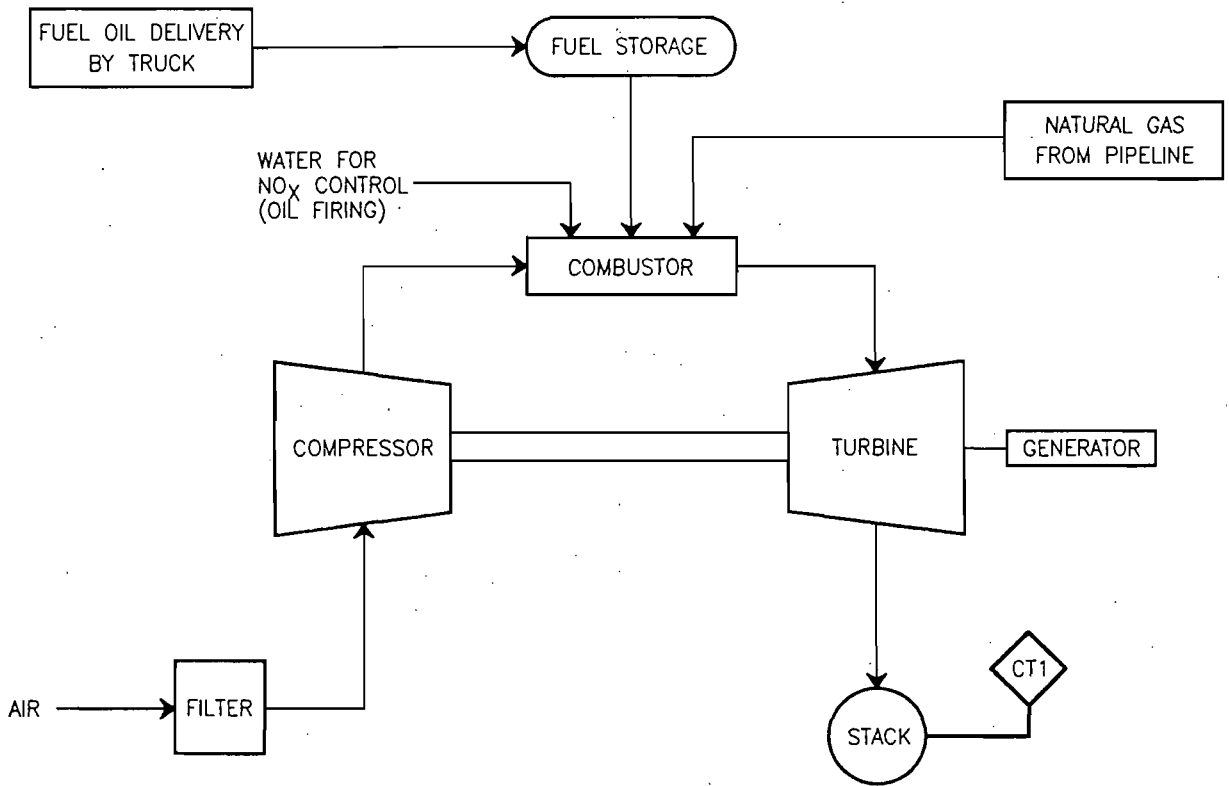 FUEL OIL DELIVERY
BY TRUCK
FUEL STORAGE
NATURAL GAS
FROM PIPELINE
WATER FOR
NOX CONTROL
(OIL FIRING)
COMBUSTOR
COMPRESSOR
TURBINE
GENERATOR
AIR
FILTER
STACK
CT1